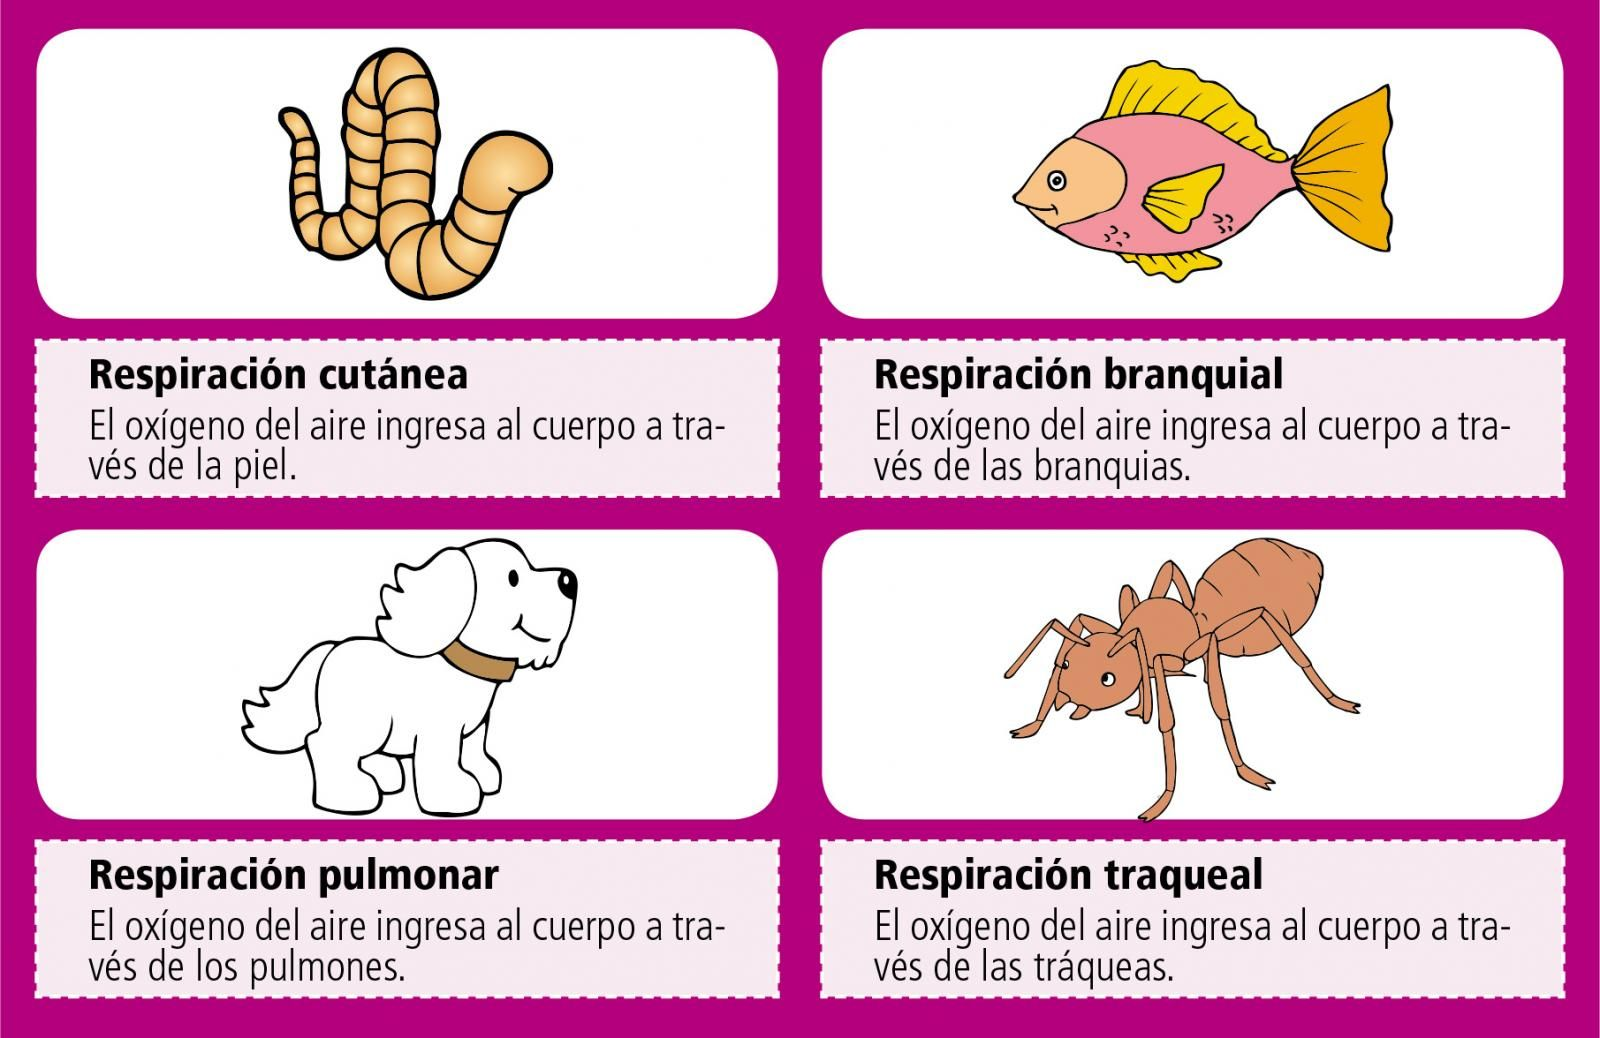 Respiración cutánea
El oxígeno del aire ingresa al cuerpo a tra-
vés de la piel.
Respiración branquial
El oxígeno del aire ingresa al cuerpo a tra-
vés de las branquias.
Respiración pulmonar
El oxígeno del aire ingresa al cuerpo a tra-
vés de los pulmones.
Respiración traqueal
El oxígeno del aire ingresa al cuerpo a tra-
vés de las tráqueas.